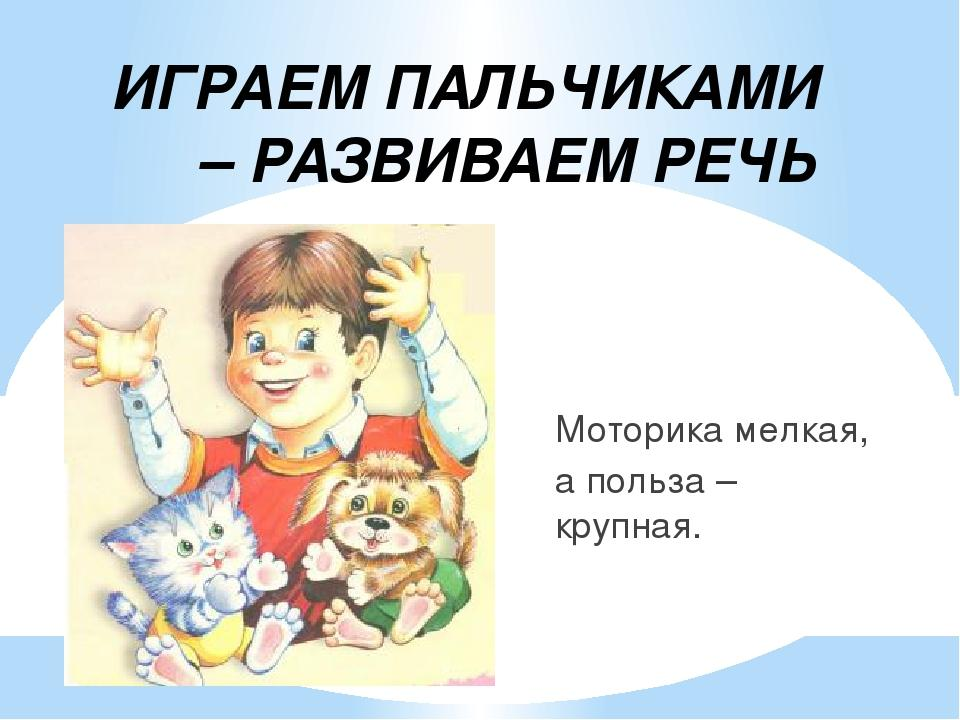 ИГРАЕМ ПАЛЬЧИКАМИ
– РАЗВИВАЕМ РЕЧЬ
Моторика мелкая,
а польза –
крупная.